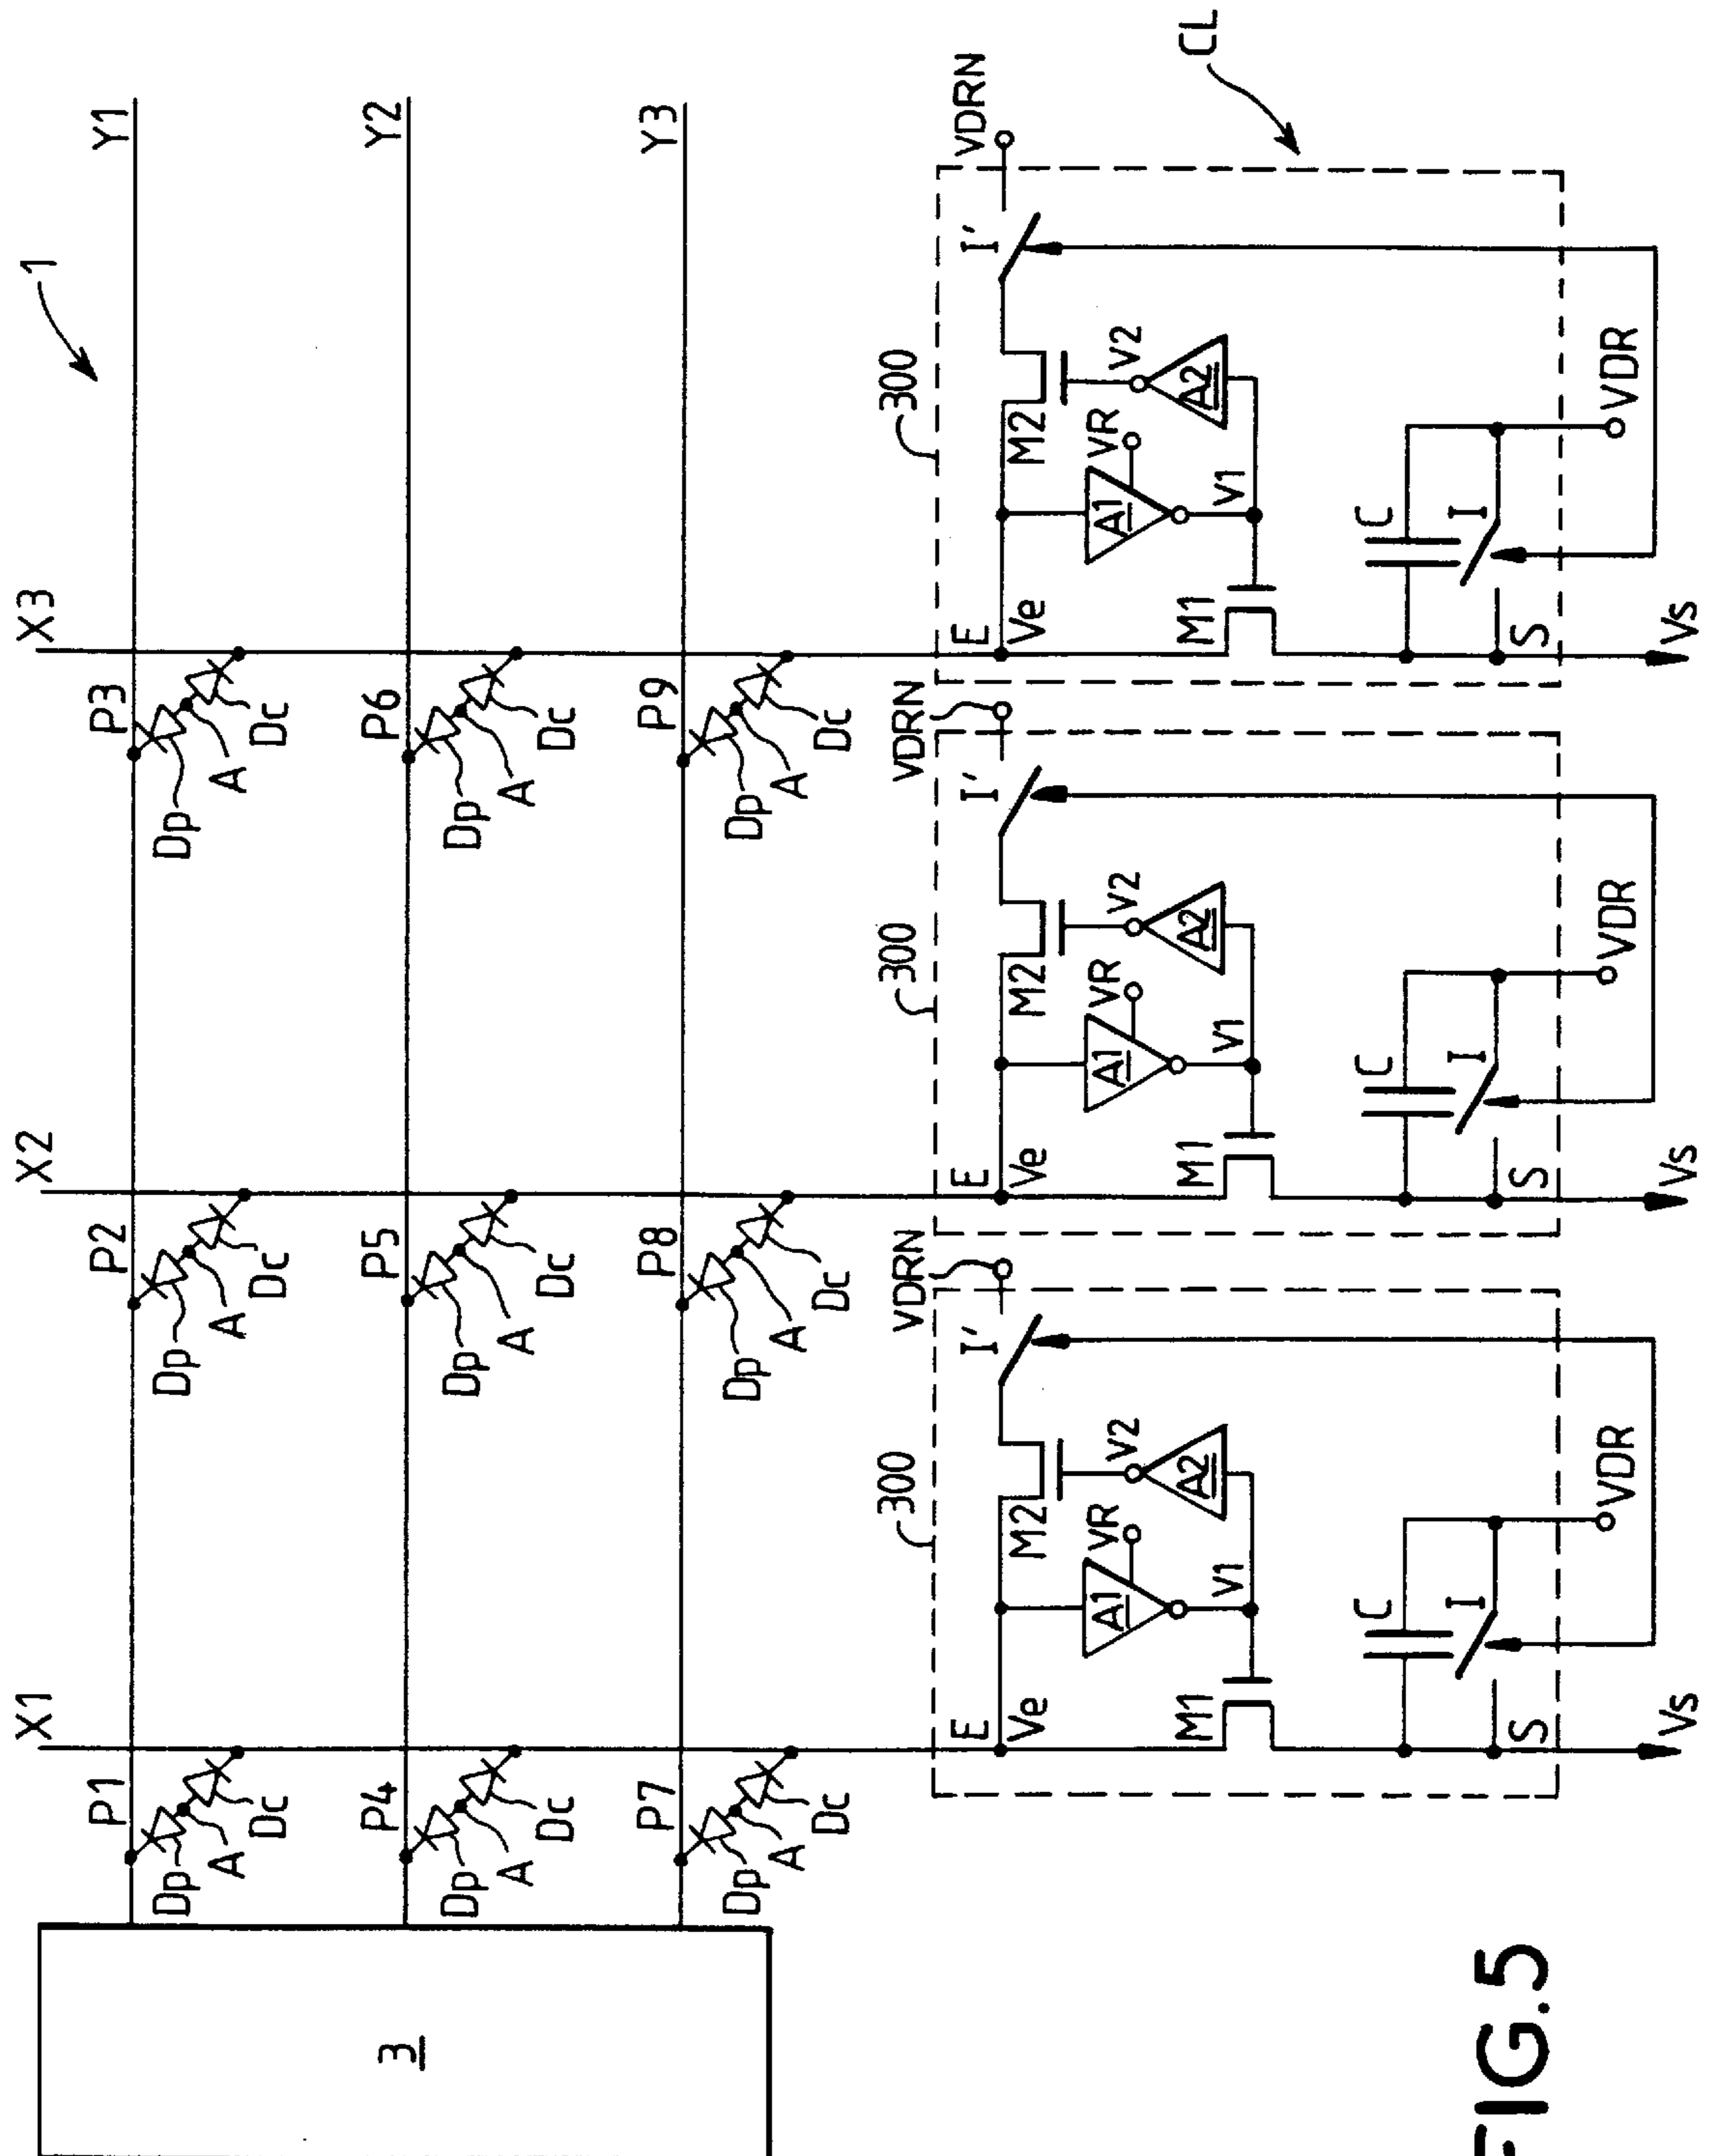 X1 X2 X3 1
P1 P2 P3 Y1
Dp Dp Dp
A A A
Dc Dc Dc
P4 P5 P6 Y2
3
Dp Dp Dp
A A A
Dc Dc Dc
P7 P8 P9 Y3
Dp Dp Dp
A A A
Dc Dc Dc
300 VDRN 300 VDRN 300
E I' E I' E I' VDRN
Ve M2 Ve M2 Ve M2
A1 VR V2 A1 VR V2 A1 VR V2
M1 A2 M1 A2 M1 A2 CL
V1 V1 V1
C C C
I I I
FIG.5
S S S
VDR VDR VDR
Vs Vs Vs